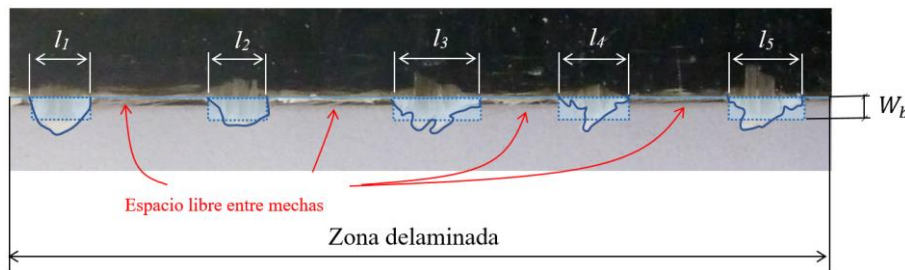 l1 l2 l3 l4 l5
Wb
Espacio libre entre mechas
Zona delaminada